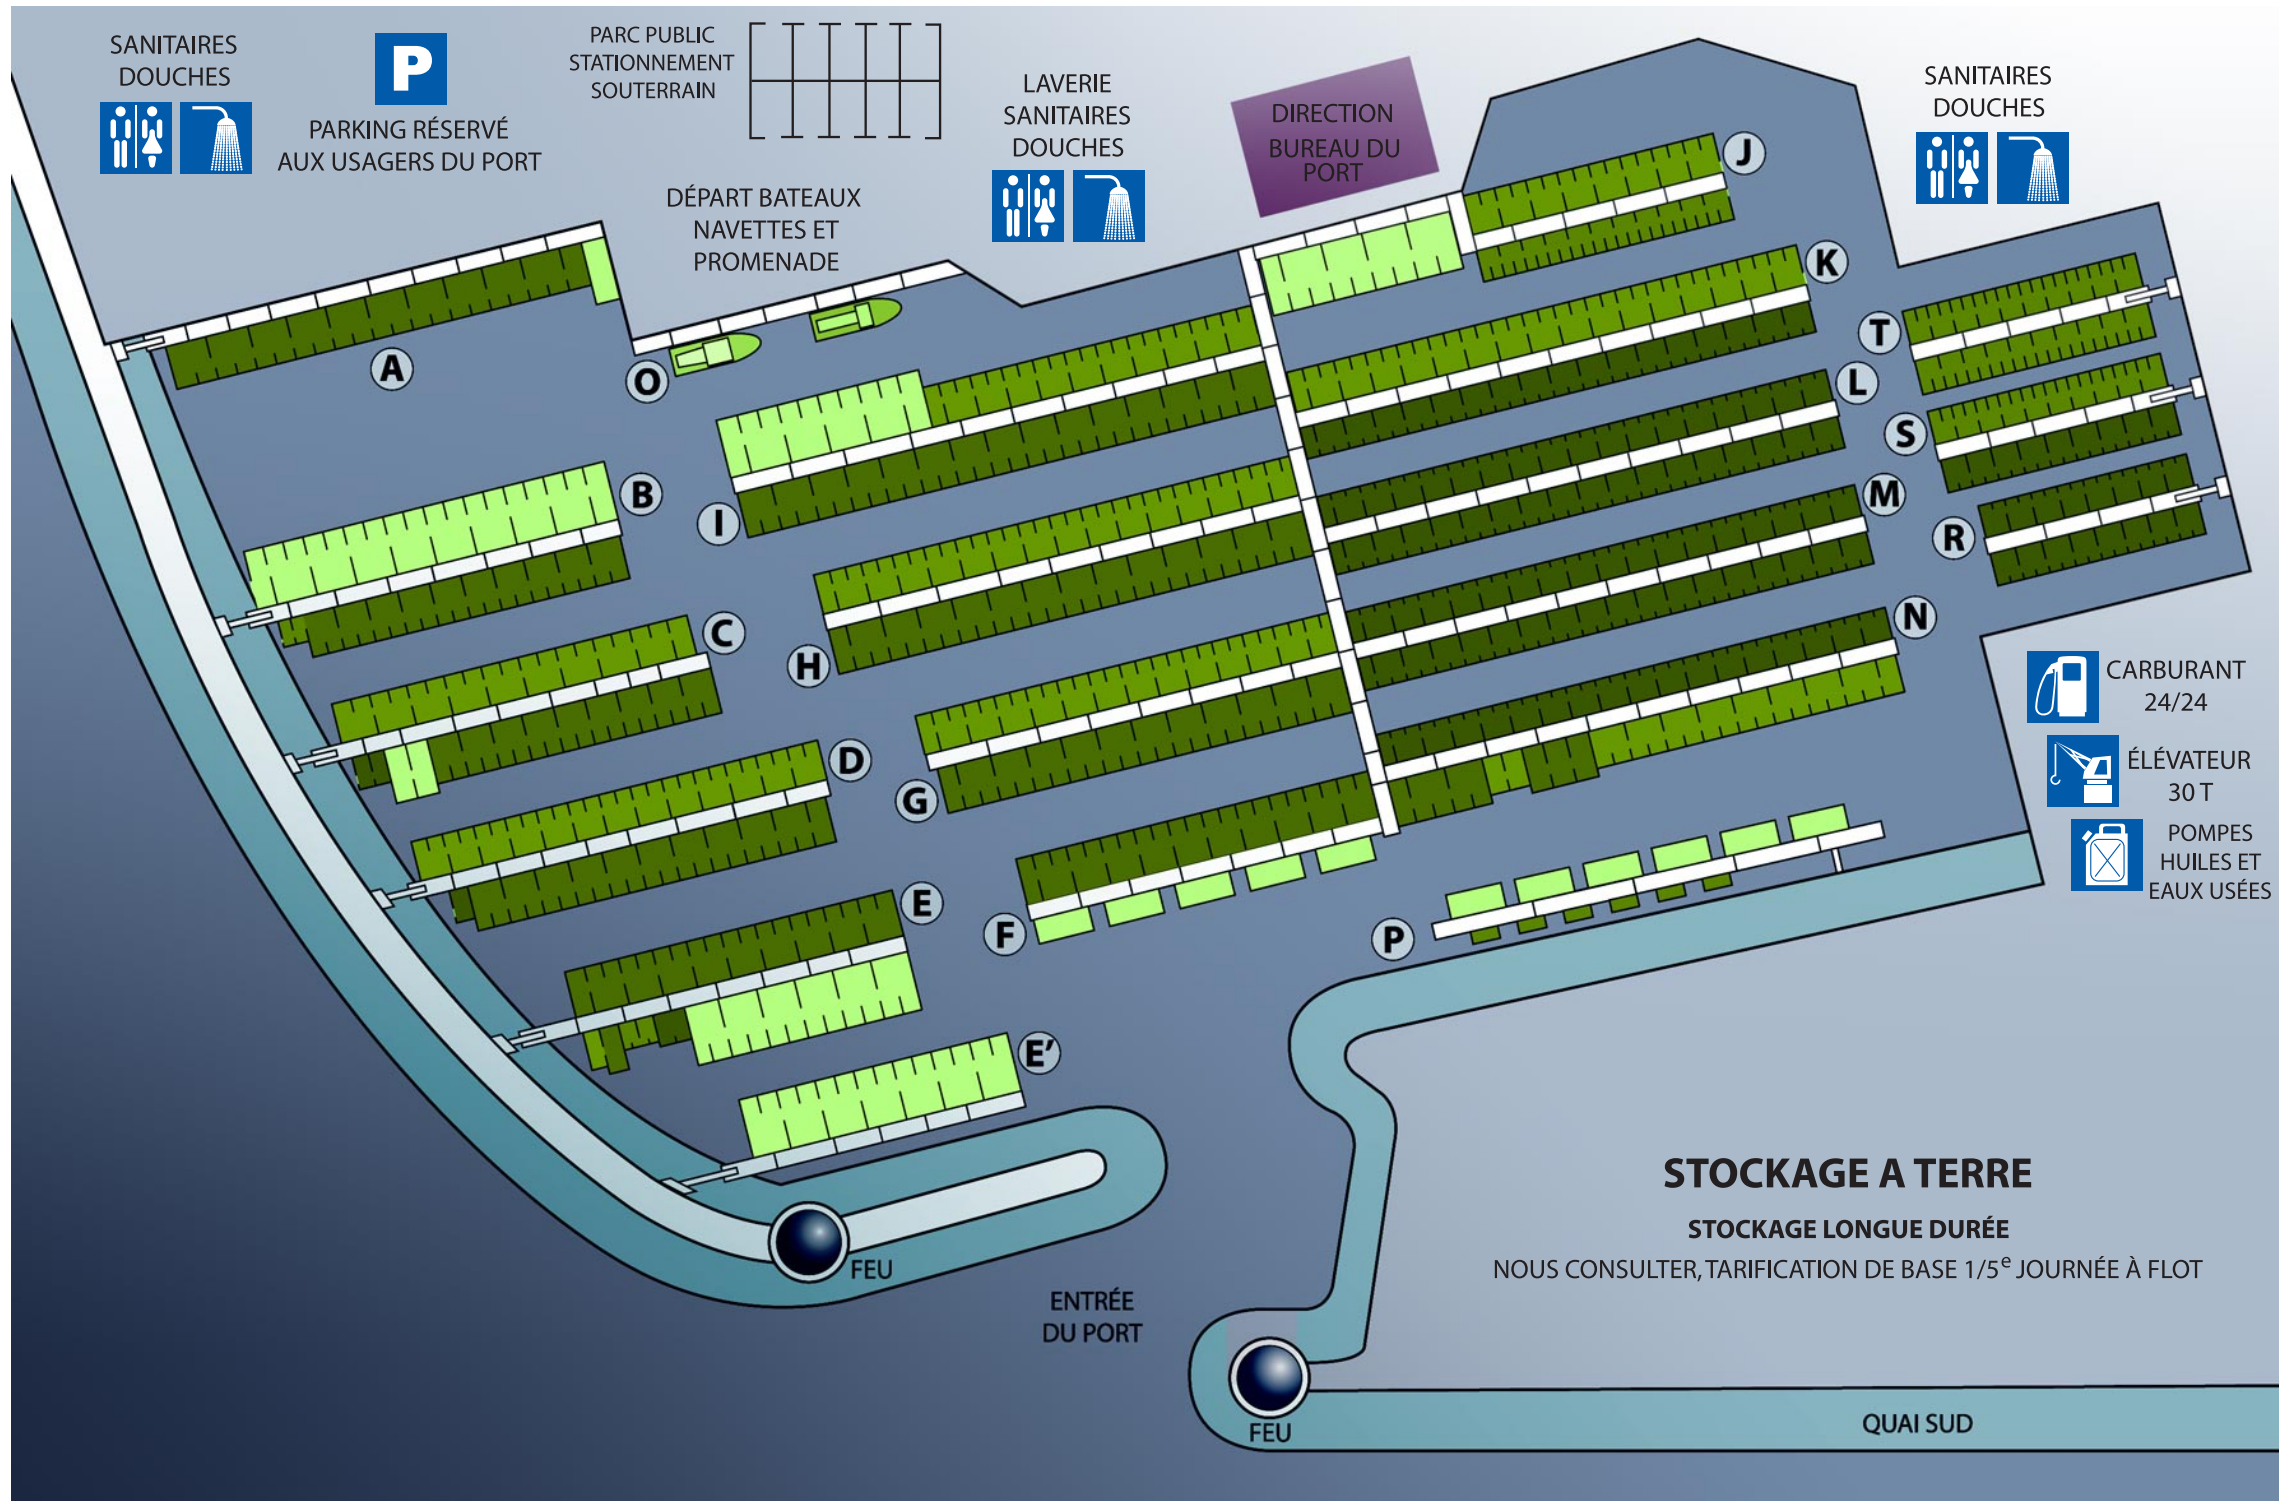 SANITAIRES
DOUCHES
P
PARKING RÉSERVÉ
AUX USAGERS DU PORT
PARC PUBLIC
STATIONNEMENT
SOUTERRAIN
DÉPART BATEAUX
NAVETTES ET
PROMENADE
LAVERIE
SANITAIRES
DOUCHES
DIRECTION
BUREAU DU
PORT
SANITAIRES
DOUCHES
J
K
A
O
T
L
B
I
S
M
R
C
H
N
D
G
E
F
P
E’
CARBURANT
24/24
ÉLÉVATEUR
30 T
POMPES
HUILES ET
EAUX USÉES
STOCKAGE A TERRE
STOCKAGE LONGUE DURÉE
NOUS CONSULTER, TARIFICATION DE BASE 1/5e JOURNÉE À FLOT
FEU
ENTRÉE
DU PORT
FEU
QUAI SUD